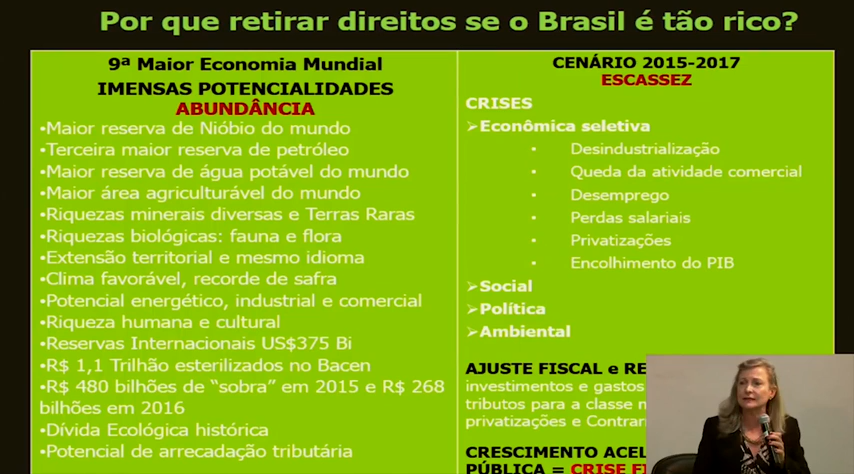 Por que retirar direitos se o Brasil é tão rico?
9ª Maior Economia Mundial
IMENSAS POTENCIALIDADES
ABUNDÂNCIA
•Maior reserva de Nióbio do mundo
•Terceira maior reserva de petróleo
•Maior reserva de água potável do mundo
•Maior área agriculturável do mundo
•Riquezas minerais diversas e Terras Raras
•Riquezas biológicas: fauna e flora
•Extensão territorial e mesmo idioma
•Clima favorável, recorde de safra
•Potencial energético, industrial e comercial
•Riqueza humana e cultural
•Reservas Internacionais US$375 Bi
•R$ 1,1 Trilhão esterilizados no Bacen
•R$ 480 bilhões de “sobra” em 2015 e R$ 268
bilhões em 2016
•Dívida Ecológica histórica
•Potencial de arrecadação tributária
CENÁRIO 2015-2017
ESCASSEZ
CRISES
➢Econômica seletiva
• Desindustrialização
• Queda da atividade comercial
• Desemprego
• Perdas salariais
• Privatizações
• Encolhimento do PIB
➢Social
➢Política
➢Ambiental
AJUSTE FISCAL e
investimentos e gastos
tributos para a classe
privatizações e
CRESCIMENTO
PÚBLICA = CRISE